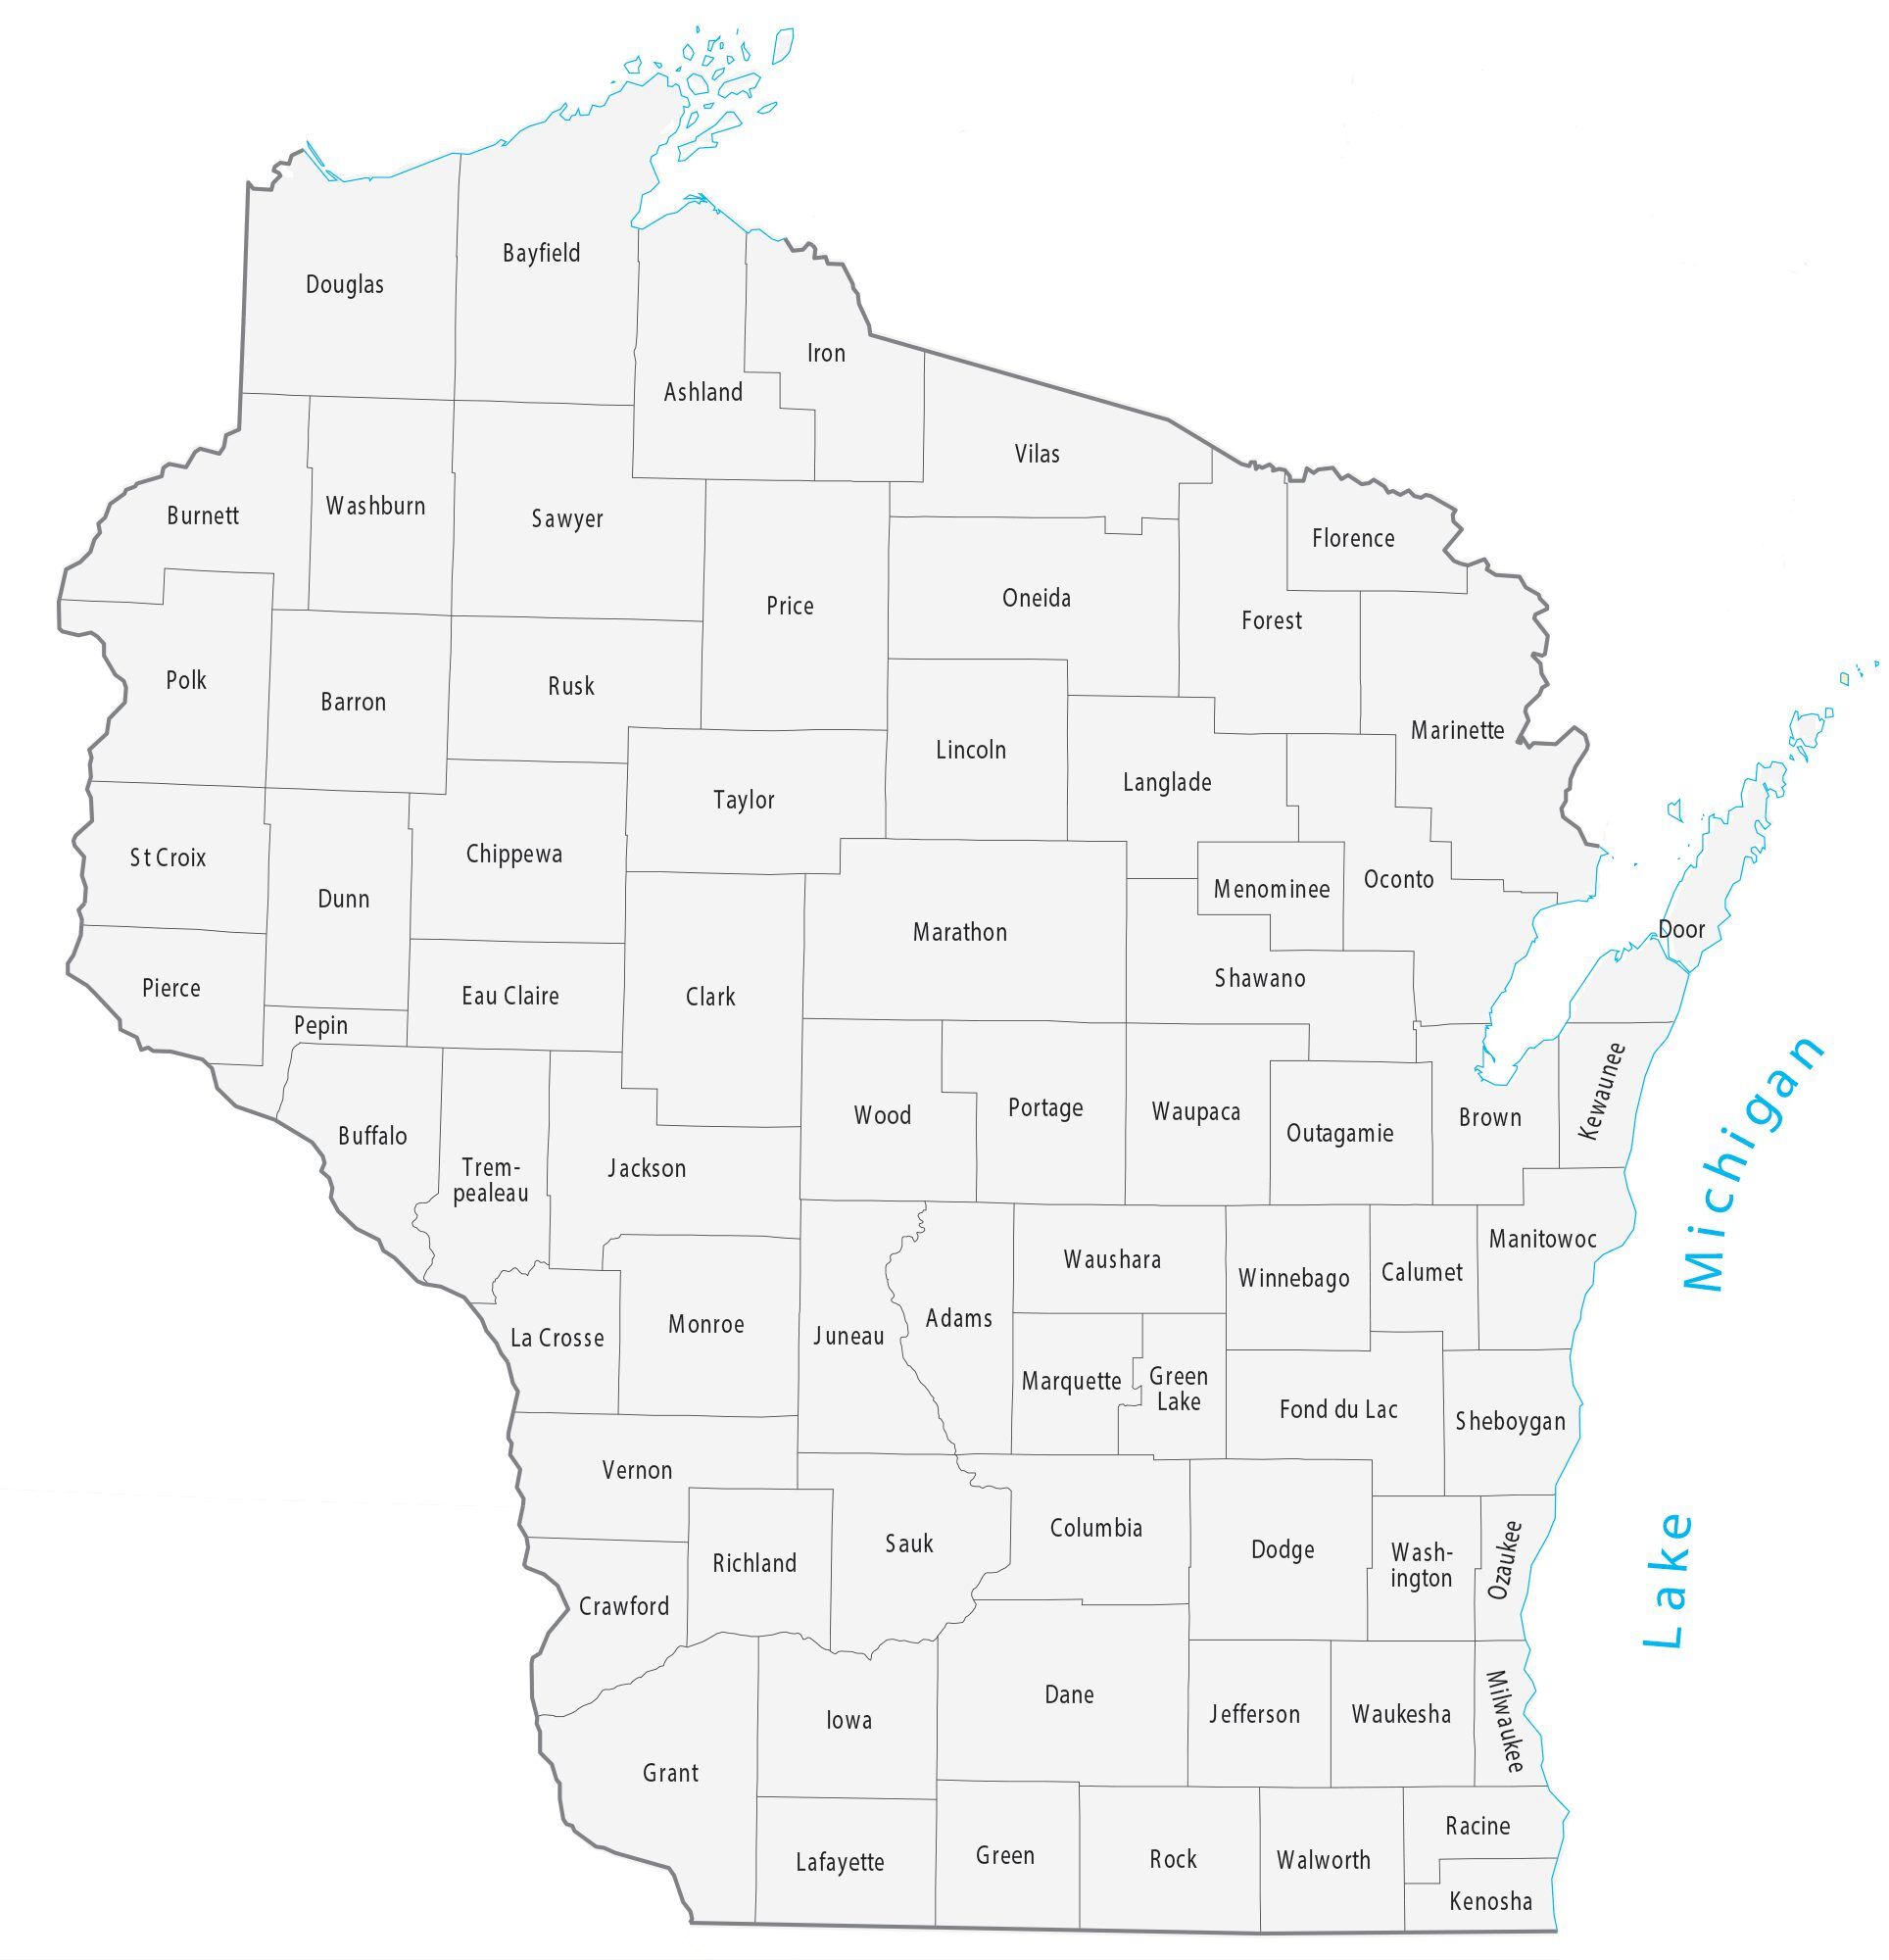 Bayfield
Douglas
Iron
Ashland
Vilas
Washburn
Burnett
Sawyer
Florence
Price
Oneida
Forest
Polk
Barron
Rusk
Marinette
Lincoln
Langlade
Taylor
St Croix
Chippewa
Dunn
Menominee
Oconto
Marathon
Door
Shawano
Pierce
Eau Claire
Clark
Pepin
Kewaunee
Wood
Portage
Waupaca
Brown
Outagamie
Buffalo
Trem-
pealeau
Jackson
Manitowoc
Waushara
Winnebago
Calumet
Adams
Juneau
Monroe
La Crosse
Marquette
Green
Lake
Fond du Lac
Sheboygan
Vernon
Columbia
Sauk
Dodge
Wash-
ington
Ozaukee
Richland
Crawford
Dane
Iowa
Jefferson
Waukesha
Milwaukee
Grant
Racine
Lafayette
Green
Rock
Walworth
Kenosha
Lake Michigan